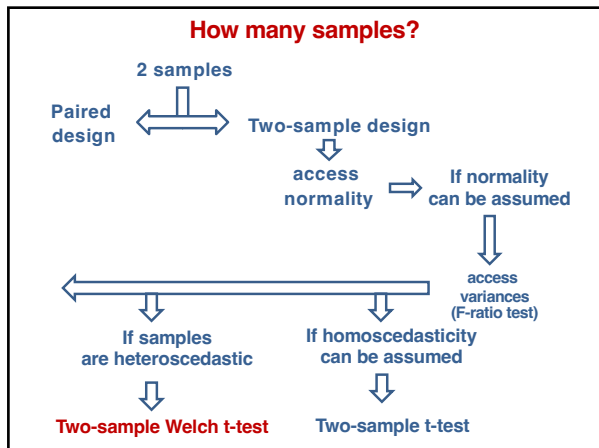 How many samples?
2 samples
Paired
design
Two-sample design
access
normality
If normality
can be assumed
access
variances
(F-ratio test)
If samples
are heteroscedastic
If homoscedasticity
can be assumed
Two-sample Welch t-test
Two-sample t-test